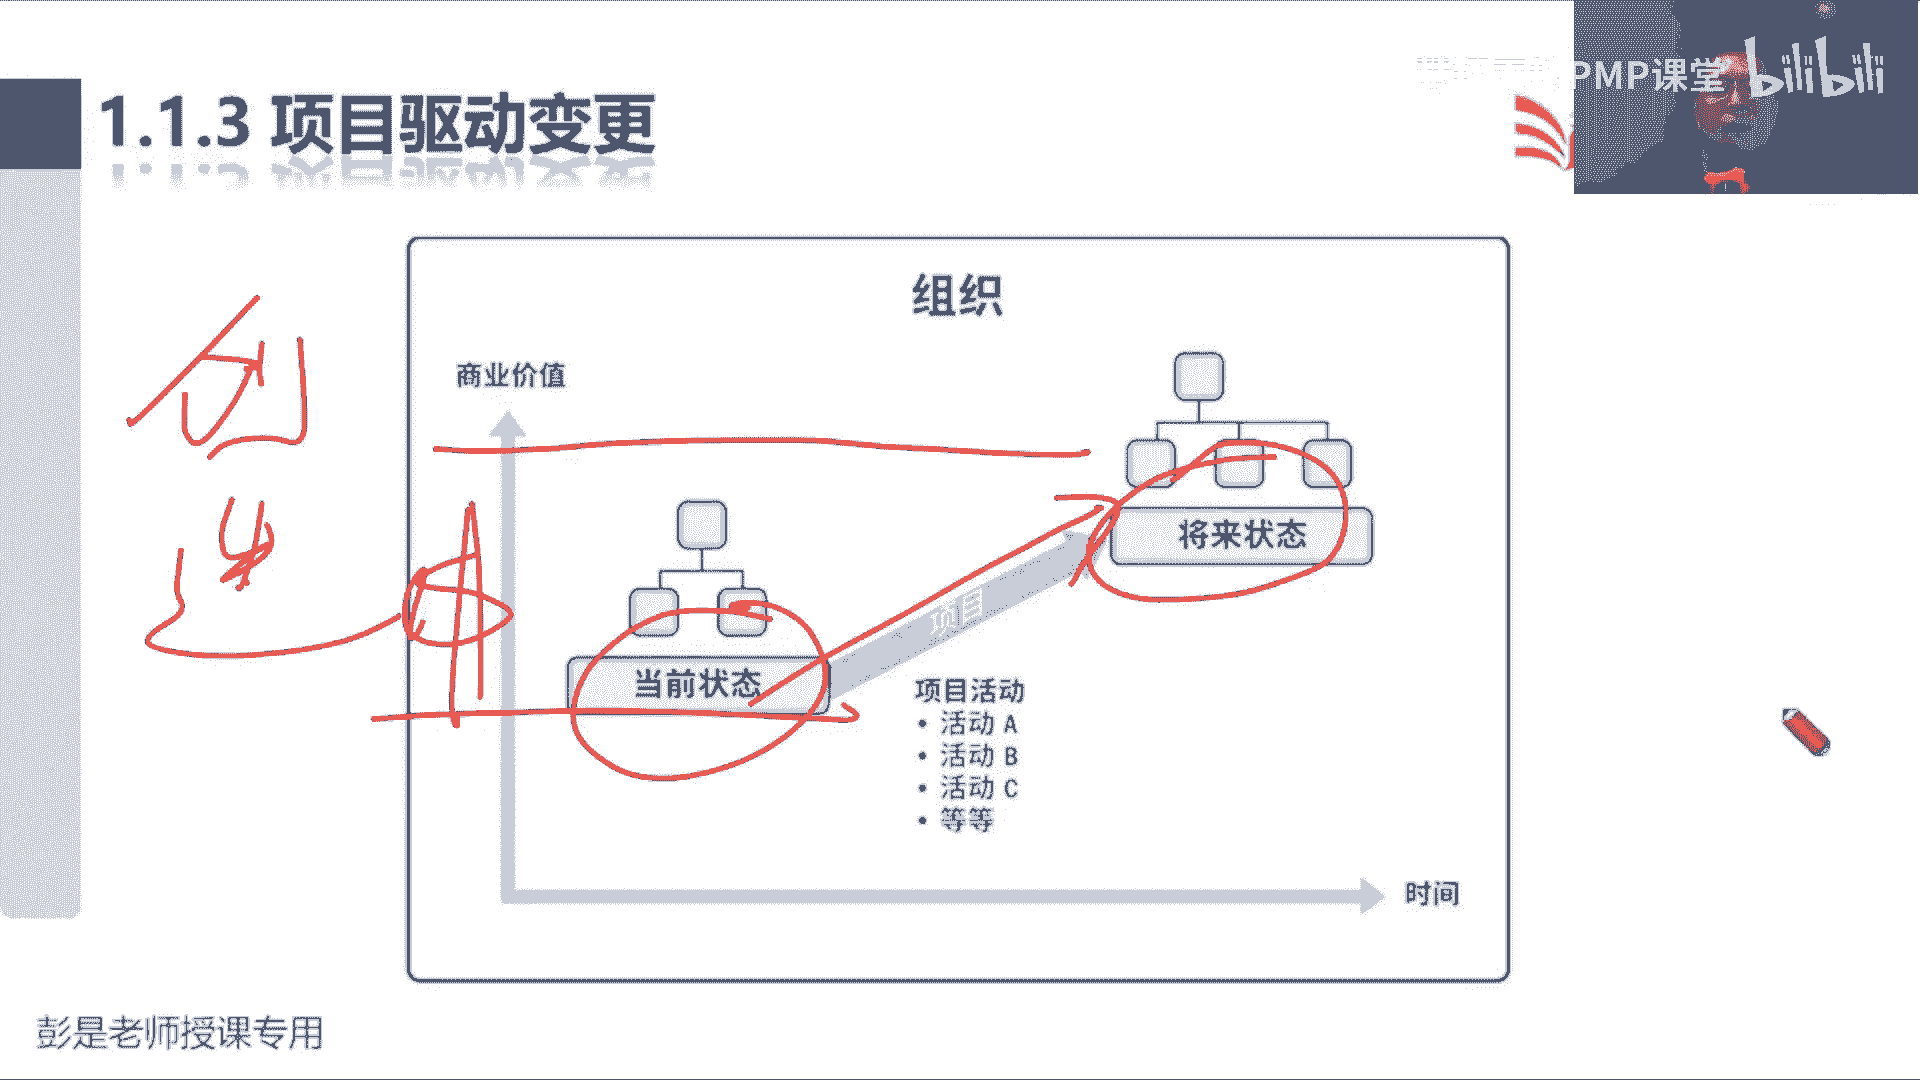 PMP课堂 bilibili
1.1.3 项目驱动变更
组织
商业价值
创造
将来状态
项目
当前状态
项目活动
• 活动 A
• 活动 B
• 活动 C
• 等等
时间
彭是老师授课专用